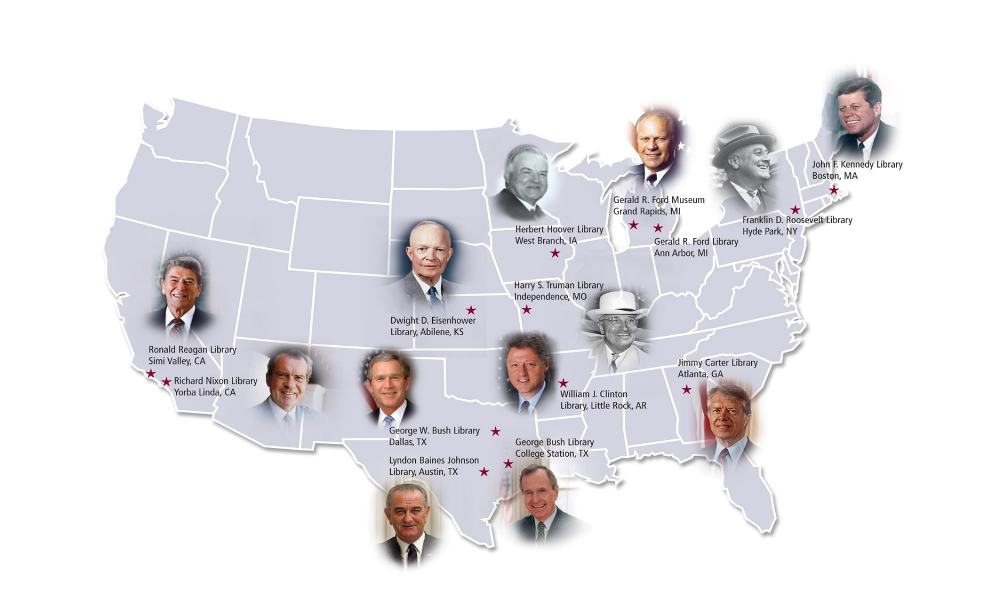 John F. Kennedy Library
Boston, MA
Gerald R. Ford Museum
Grand Rapids, MI
Franklin D. Roosevelt Library
Hyde Park, NY
Herbert Hoover Library
West Branch, IA
Gerald R. Ford Library
Ann Arbor, MI
Harry S. Truman Library
Independence, MO
Dwight D. Eisenhower
Library, Abilene, KS
Ronald Reagan Library
Simi Valley, CA
Richard Nixon Library
Yorba Linda, CA
Jimmy Carter Library
Atlanta, GA
William J. Clinton
Library, Little Rock, AR
George W. Bush Library
Dallas, TX
George Bush Library
College Station, TX
Lyndon Baines Johnson
Library, Austin, TX